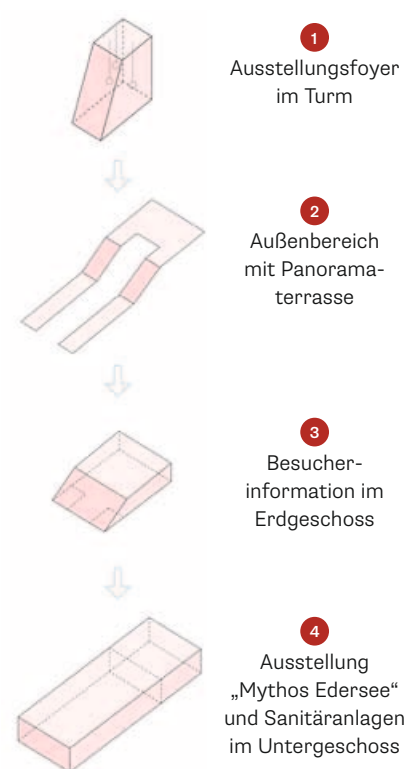 1
Ausstellungsfoyer
im Turm
2
Außenbereich
mit Panorama-
terrasse
3
Besucher-
information im
Erdgeschoss
4
Ausstellung
„Mythos Edersee“
und Sanitäranlagen
im Untergeschoss